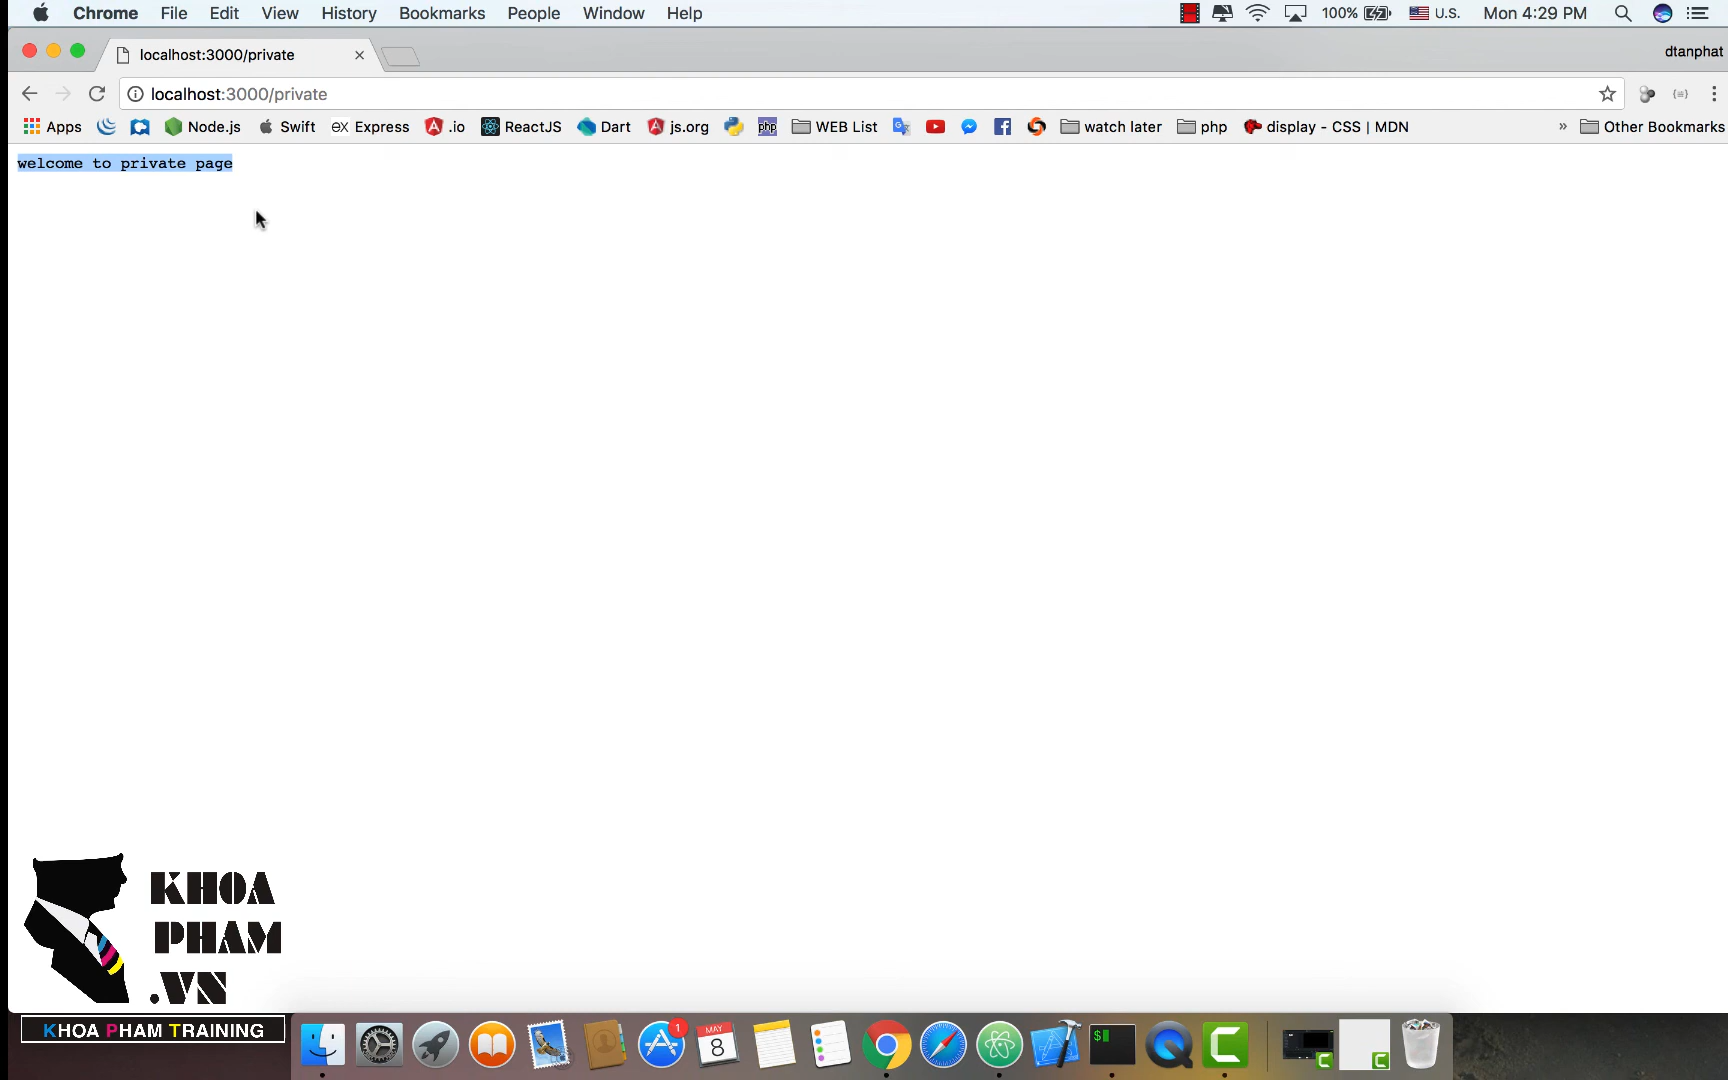 Chrome File Edit View History Bookmarks People Window Help 100% U.S. Mon 4:29 PM
localhost:3000/private dtanphat
localhost:3000/private
Apps Node.js Swift ex Express .io ReactJS Dart js.org php WEB List watch later php display - CSS | MDN » Other Bookmarks
welcome to private page
KHOA
PHAM
.VN
KHOA PHAM TRAINING
1
MAY
8
$